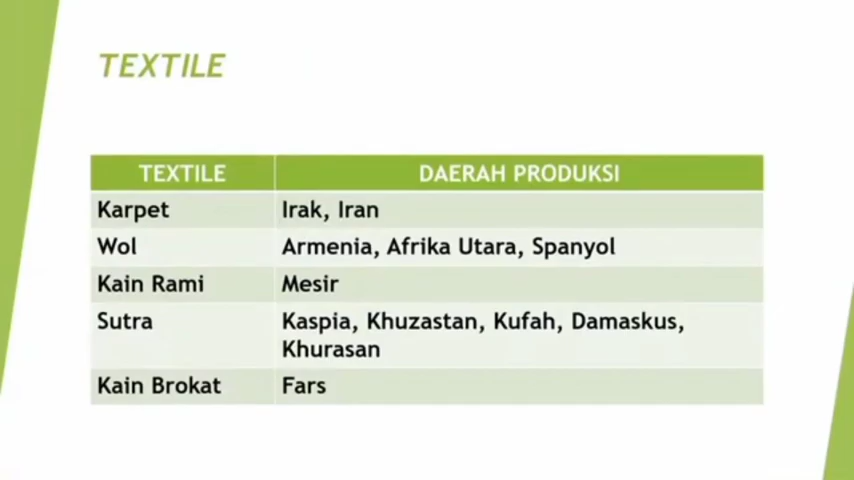 TEXTILE
TEXTILE DAERAH PRODUKSI
Karpet Irak, Iran
Wol Armenia, Afrika Utara, Spanyol
Kain Rami Mesir
Sutra Kaspia, Khuzastan, Kufah, Damaskus,
Khurasan
Kain Brokat Fars